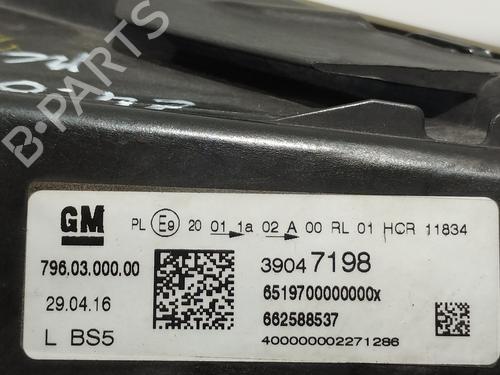 B-PARTS
GM PL E9 20 01 1a 02 A 00 RL 01 HCR 11834
796.03.000.00
39047198
29.04.16
6519700000000x
662588537
L BS5
400000002271286